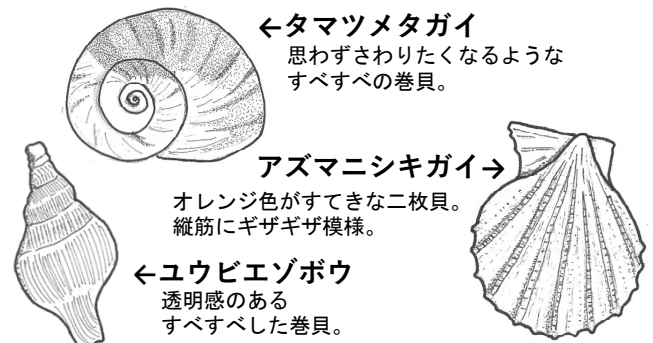 ←タマツメタガイ
思わずさわりたくなるような
すべすべの巻貝。
アズマニシキガイ→
オレンジ色がすてきな二枚貝。
縦筋にギザギザ模様。
←ユウビエゾボウ
透明感のある
すべすべした巻貝。